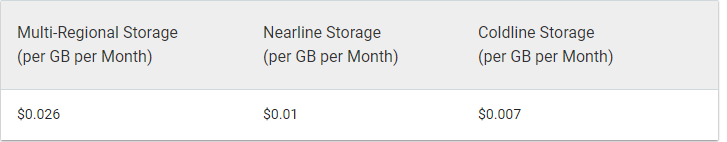 Multi-Regional Storage
(per GB per Month)
Nearline Storage
(per GB per Month)
Coldline Storage
(per GB per Month)
$0.026
$0.01
$0.007